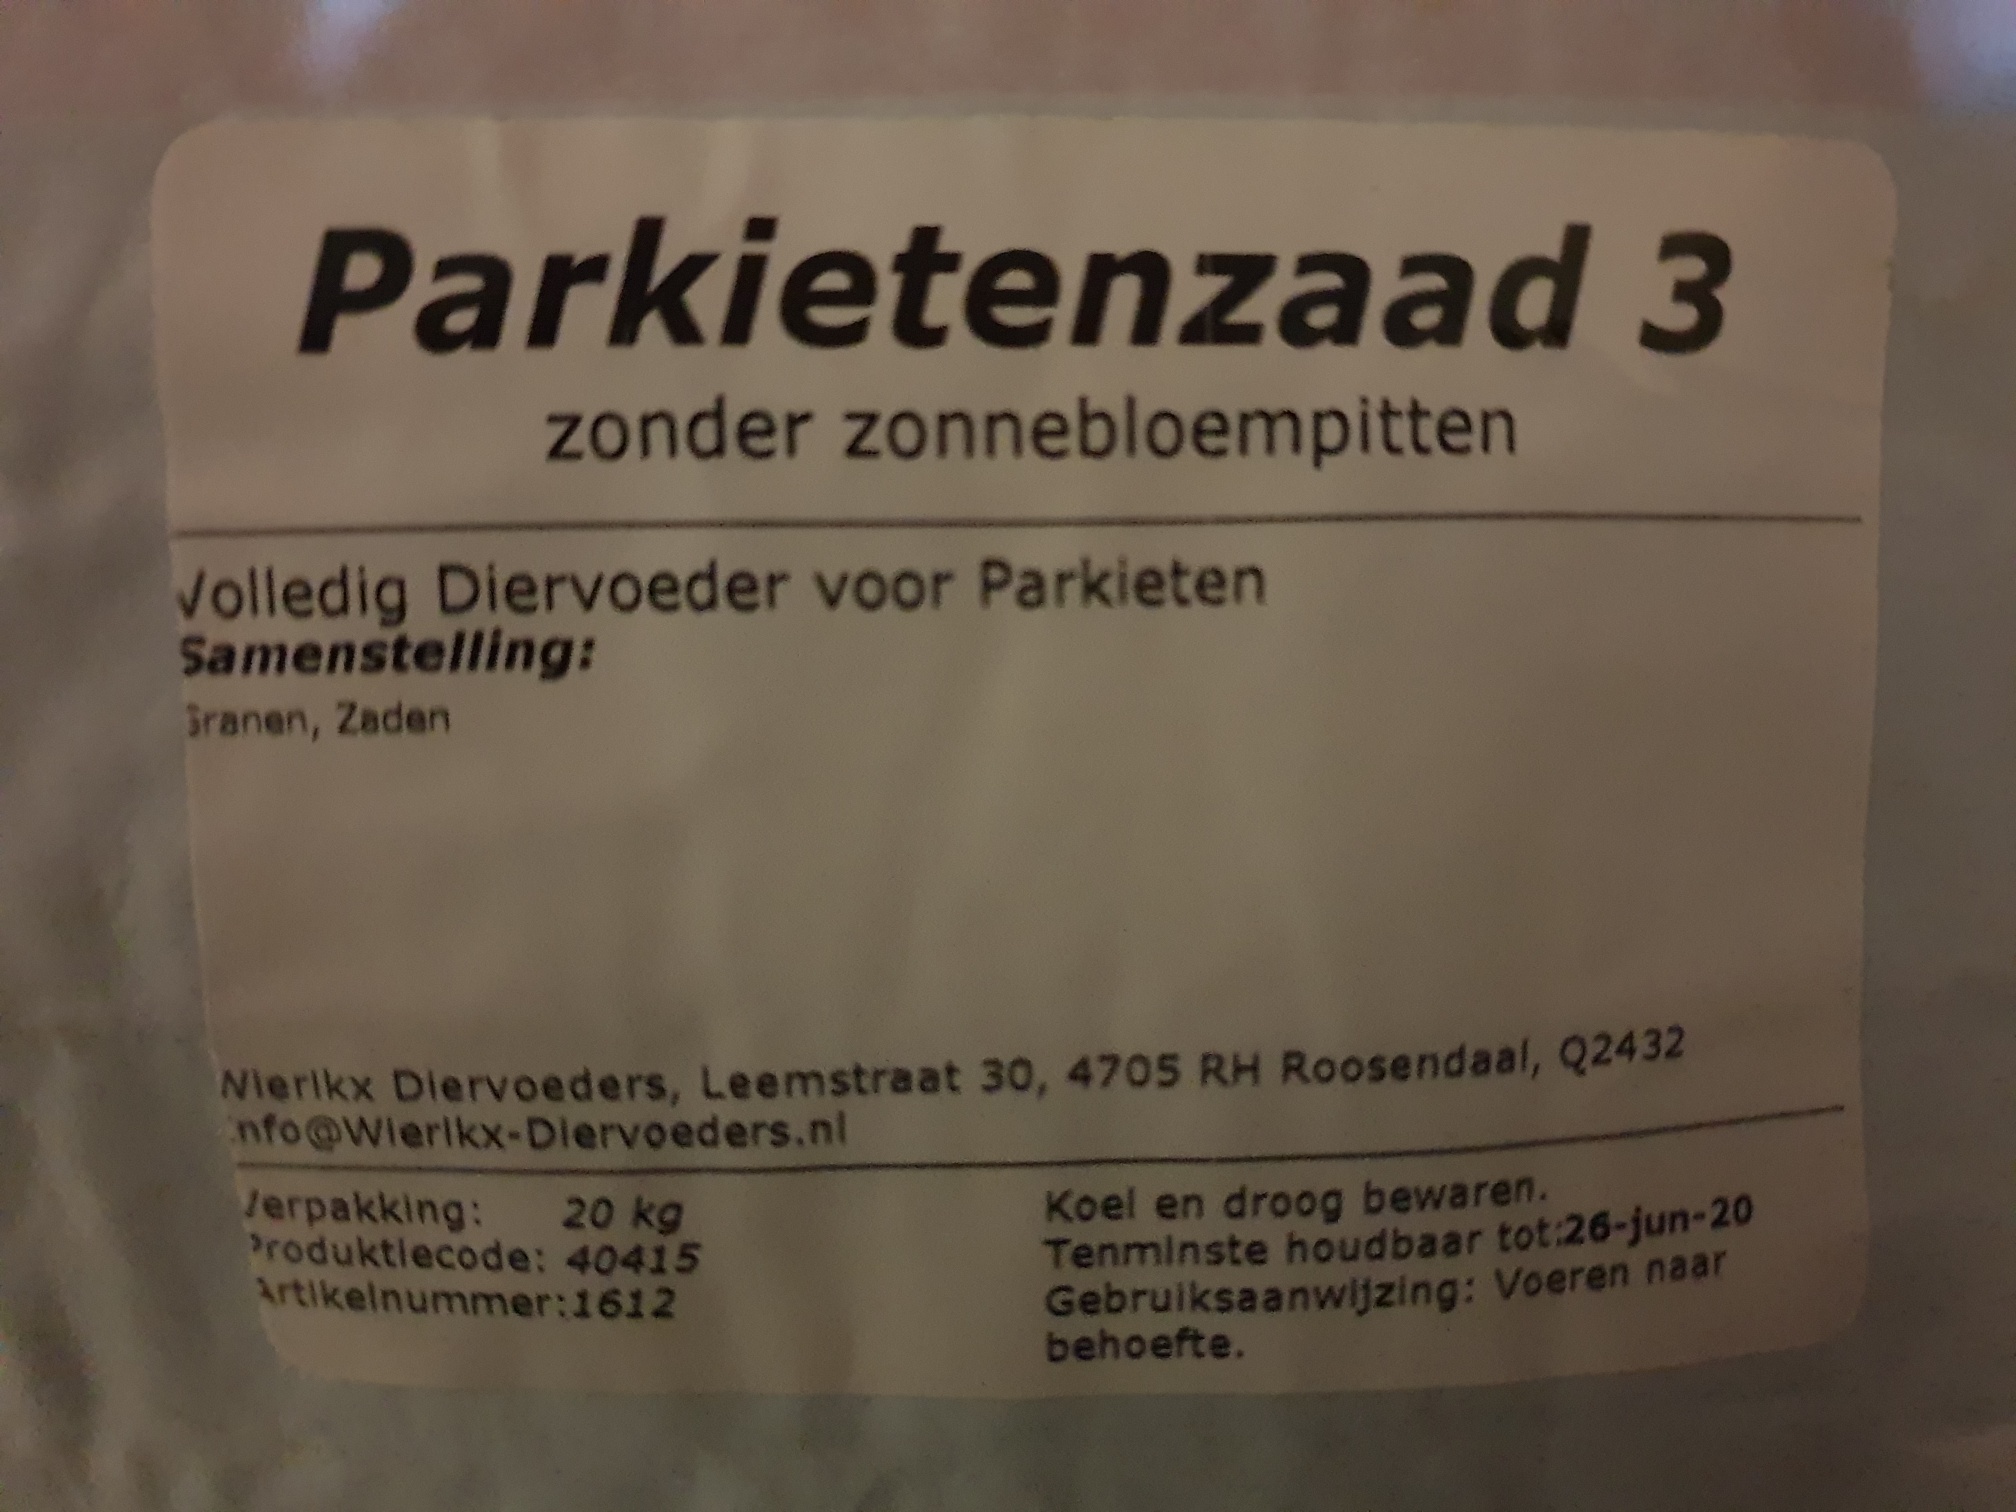 Parkietenzaad 3
zonder zonnebloempitten
Volledig Diervoeder voor Parkieten
Samenstelling:
Granen, Zaden
Wierikx Diervoeders, Leemstraat 30, 4705 RH Roosendaal, Q2432
info@Wierikx-Diervoeders.nl
Verpakking: 20 kg
Produktiecode: 40415
Artikelnummer:1612
Koel en droog bewaren.
Tenminste houdbaar tot:26-jun-20
Gebruiksaanwijzing: Voeren naar
behoefte.